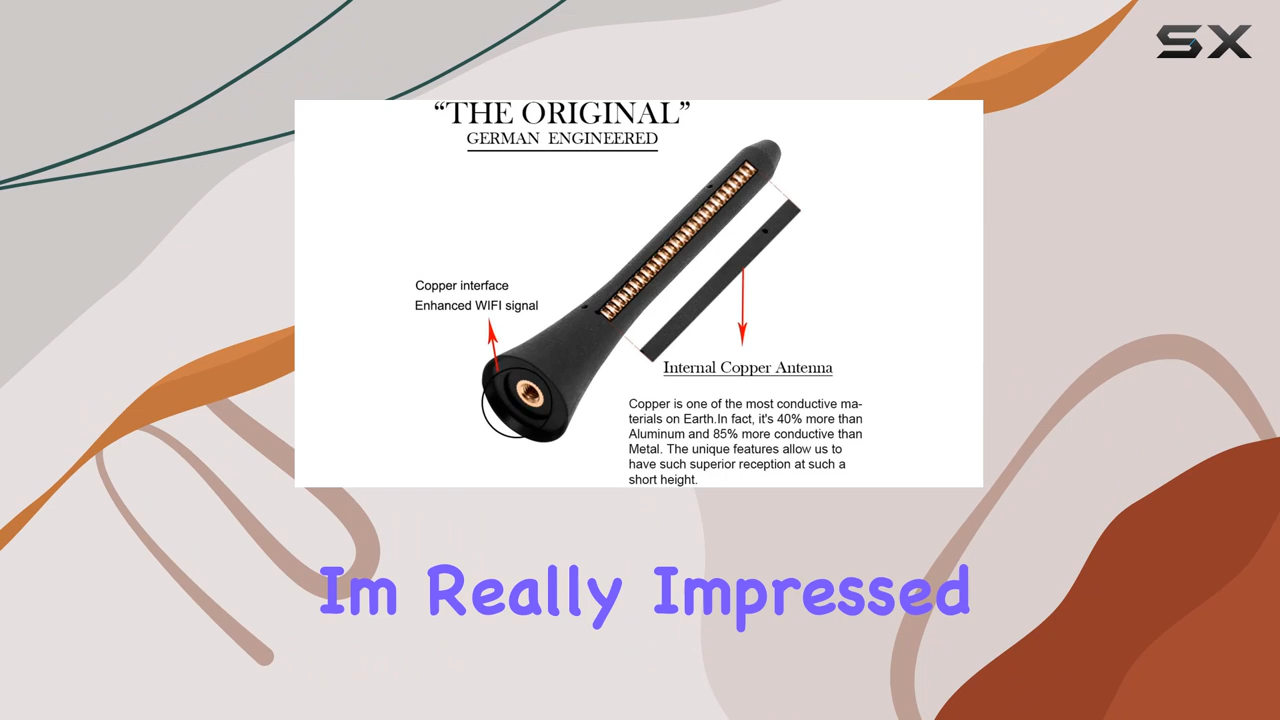 SX
“THE ORIGINAL”
GERMAN ENGINEERED
Copper interface
Enhanced WIFI signal
Internal Copper Antenna
Copper is one of the most conductive ma-
terials on Earth.In fact, it's 40% more than
Aluminum and 85% more conductive than
Metal. The unique features allow us to
have such superior reception at such a
short height.
Im Really Impressed